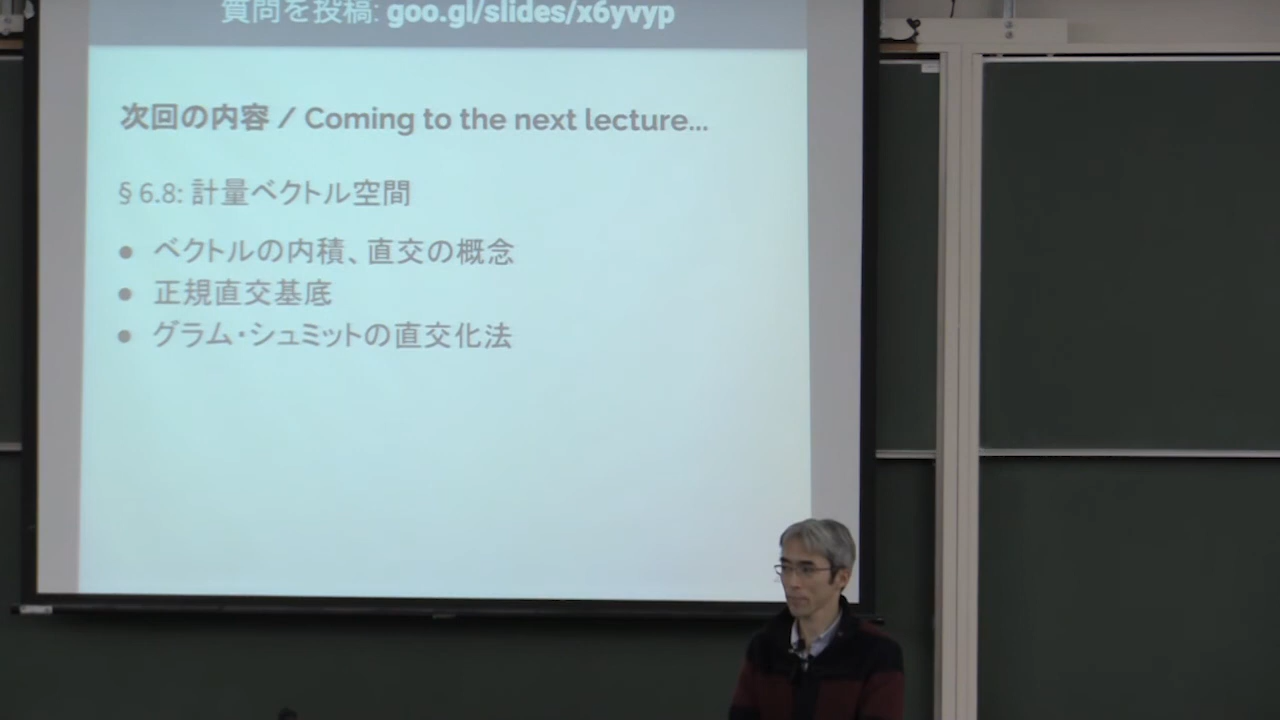 質問を投稿: goo.gl/slides/x6yvyp
次回の内容 / Coming to the next lecture...
§ 6.8: 計量ベクトル空間
● ベクトルの内積、直交の概念
● 正規直交基底
● グラム・シュミットの直交化法